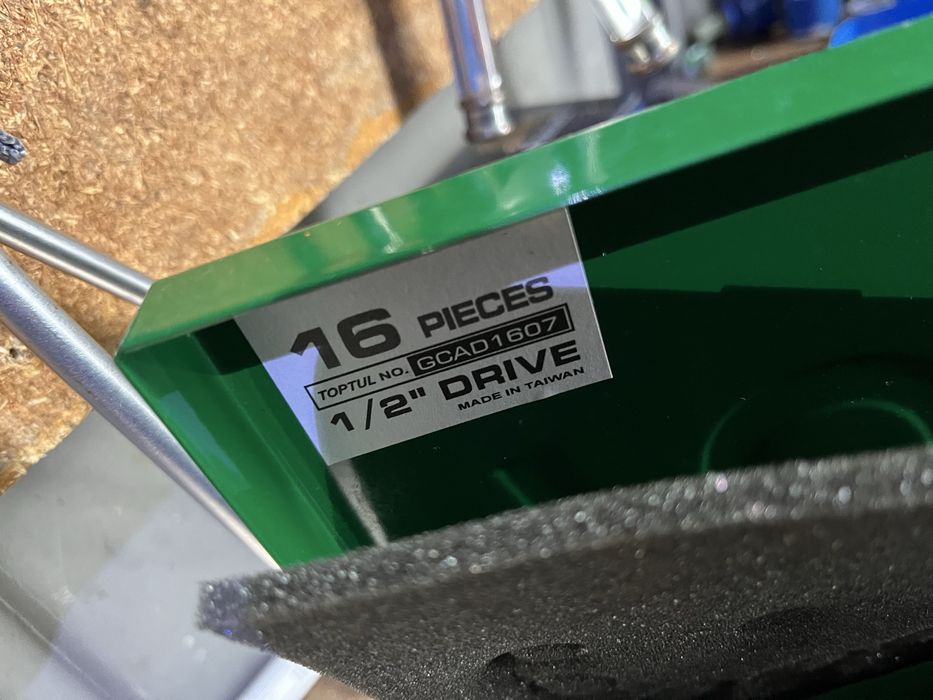 16 PIECES
TOPTUL NO. GCAD1607
1/2" DRIVE
MADE IN TAIWAN